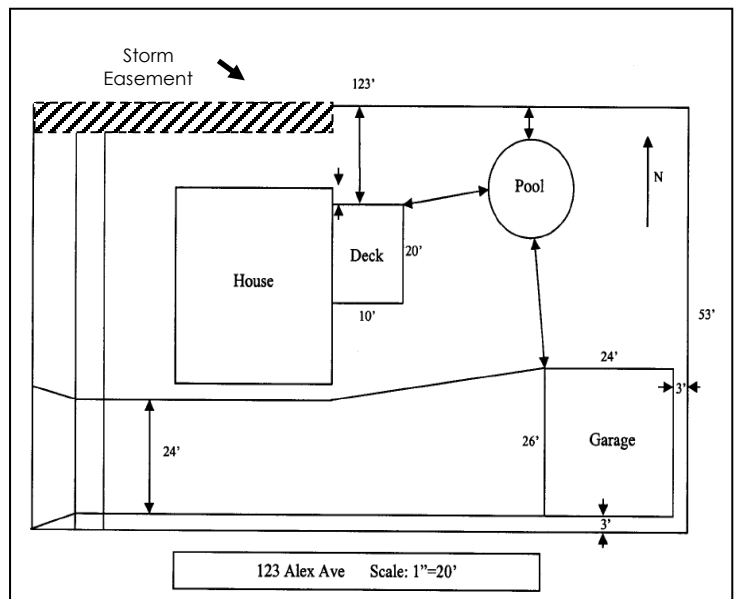 Storm
Easement
123'
Pool
N
Deck
20'
House
10'
53'
24'
3'
24'
26'
Garage
3'
123 Alex Ave Scale: 1”=20’